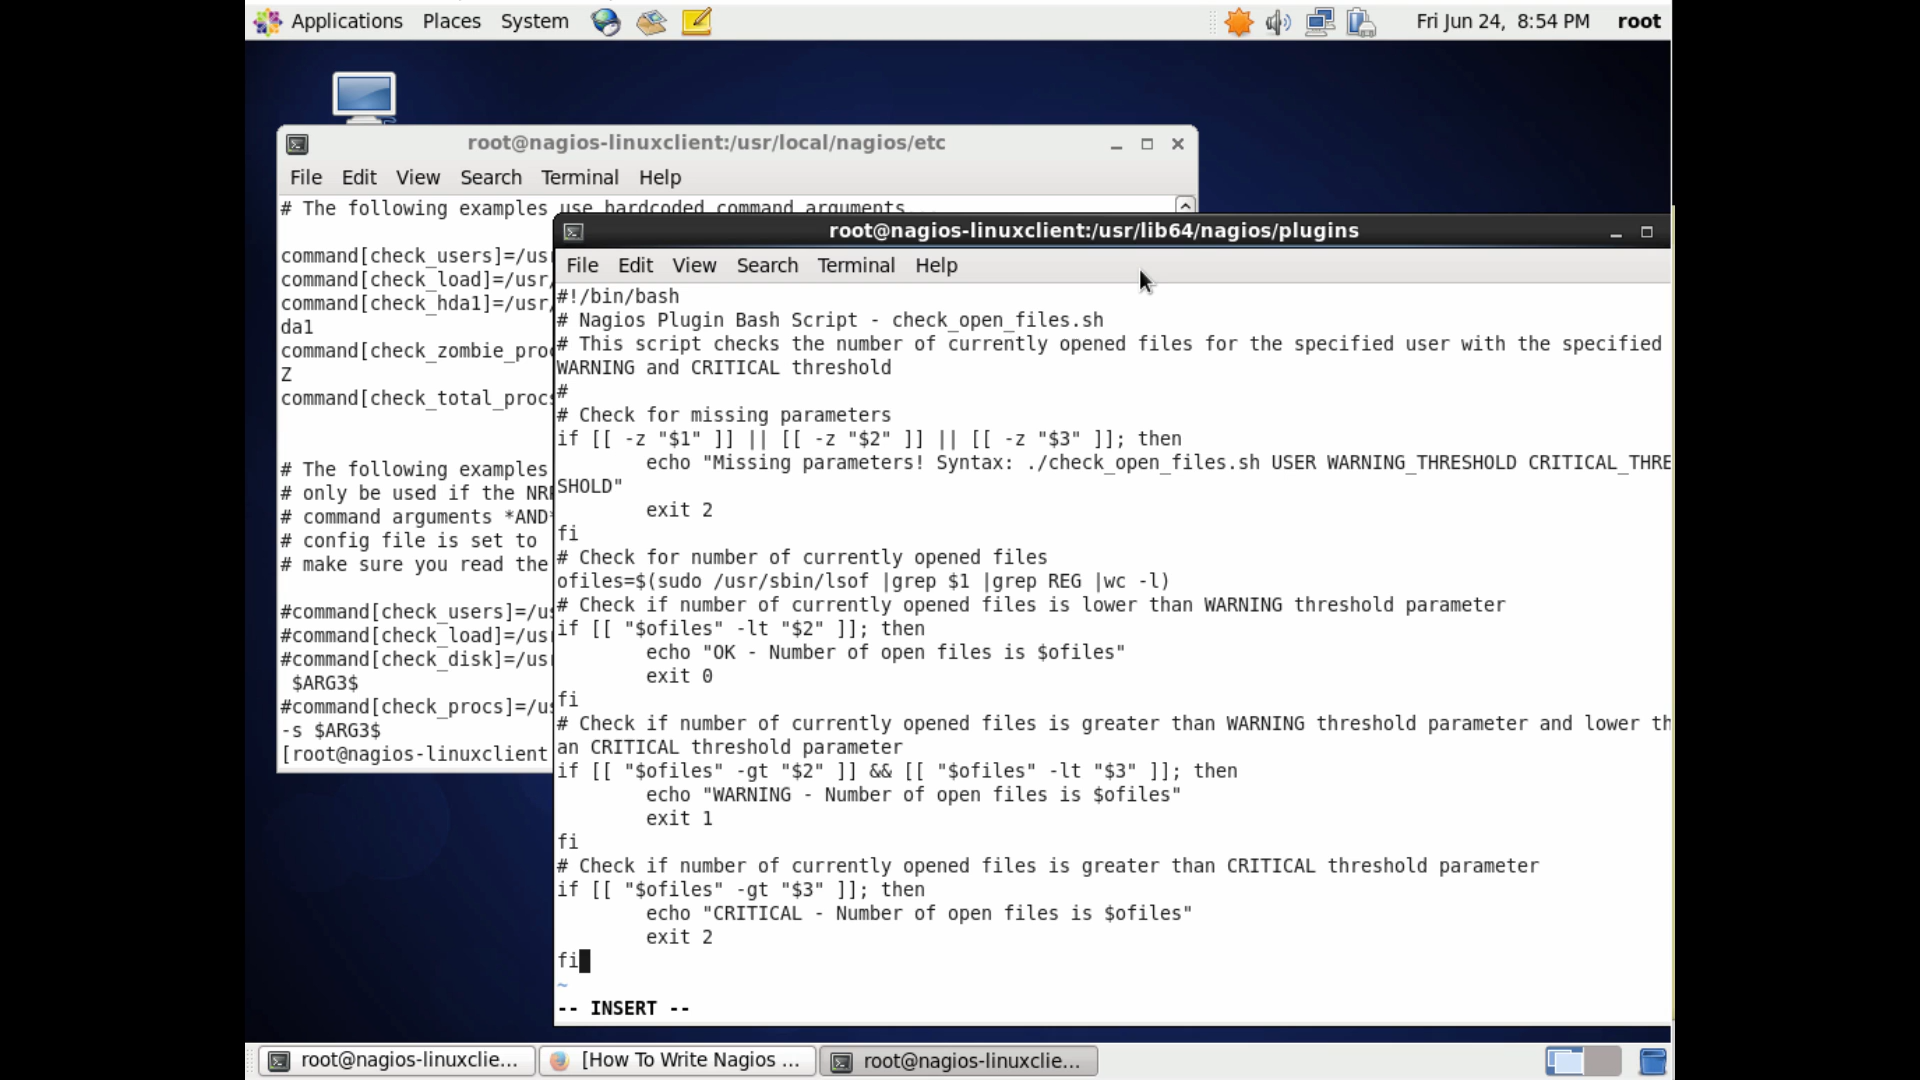 Applications Places System Fri Jun 24, 8:54 PM root
root@nagios-linuxclient:/usr/local/nagios/etc
File Edit View Search Terminal Help
# The following examples use hardcoded command arguments
command[check_users]=/usr
command[check_load]=/usr/
command[check_hda1]=/usr/
da1
command[check_zombie_proc
Z
command[check_total_procs
# The following examples
# only be used if the NRP
# command arguments *AND*
# config file is set to
# make sure you read the
#command[check_users]=/us
#command[check_load]=/usr
#command[check_disk]=/usr
$ARG3$
#command[check_procs]=/us
-s $ARG3$
[root@nagios-linuxclient
root@nagios-linuxclient:/usr/lib64/nagios/plugins
File Edit View Search Terminal Help
#!/bin/bash
# Nagios Plugin Bash Script - check_open_files.sh
# This script checks the number of currently opened files for the specified user with the specified
WARNING and CRITICAL threshold
#
# Check for missing parameters
if [[ -z "$1" ]] || [[ -z "$2" ]] || [[ -z "$3" ]]; then
echo "Missing parameters! Syntax: ./check_open_files.sh USER WARNING_THRESHOLD CRITICAL_THRE
SHOLD"
exit 2
fi
# Check for number of currently opened files
ofiles=$(sudo /usr/sbin/lsof |grep $1 |grep REG |wc -l)
# Check if number of currently opened files is lower than WARNING threshold parameter
if [[ "$ofiles" -lt "$2" ]]; then
echo "OK - Number of open files is $ofiles"
exit 0
fi
# Check if number of currently opened files is greater than WARNING threshold parameter and lower th
an CRITICAL threshold parameter
if [[ "$ofiles" -gt "$2" ]] && [[ "$ofiles" -lt "$3" ]]; then
echo "WARNING - Number of open files is $ofiles"
exit 1
fi
# Check if number of currently opened files is greater than CRITICAL threshold parameter
if [[ "$ofiles" -gt "$3" ]]; then
echo "CRITICAL - Number of open files is $ofiles"
exit 2
fi
~
-- INSERT --
root@nagios-linuxclie... [How To Write Nagios ... root@nagios-linuxclie...